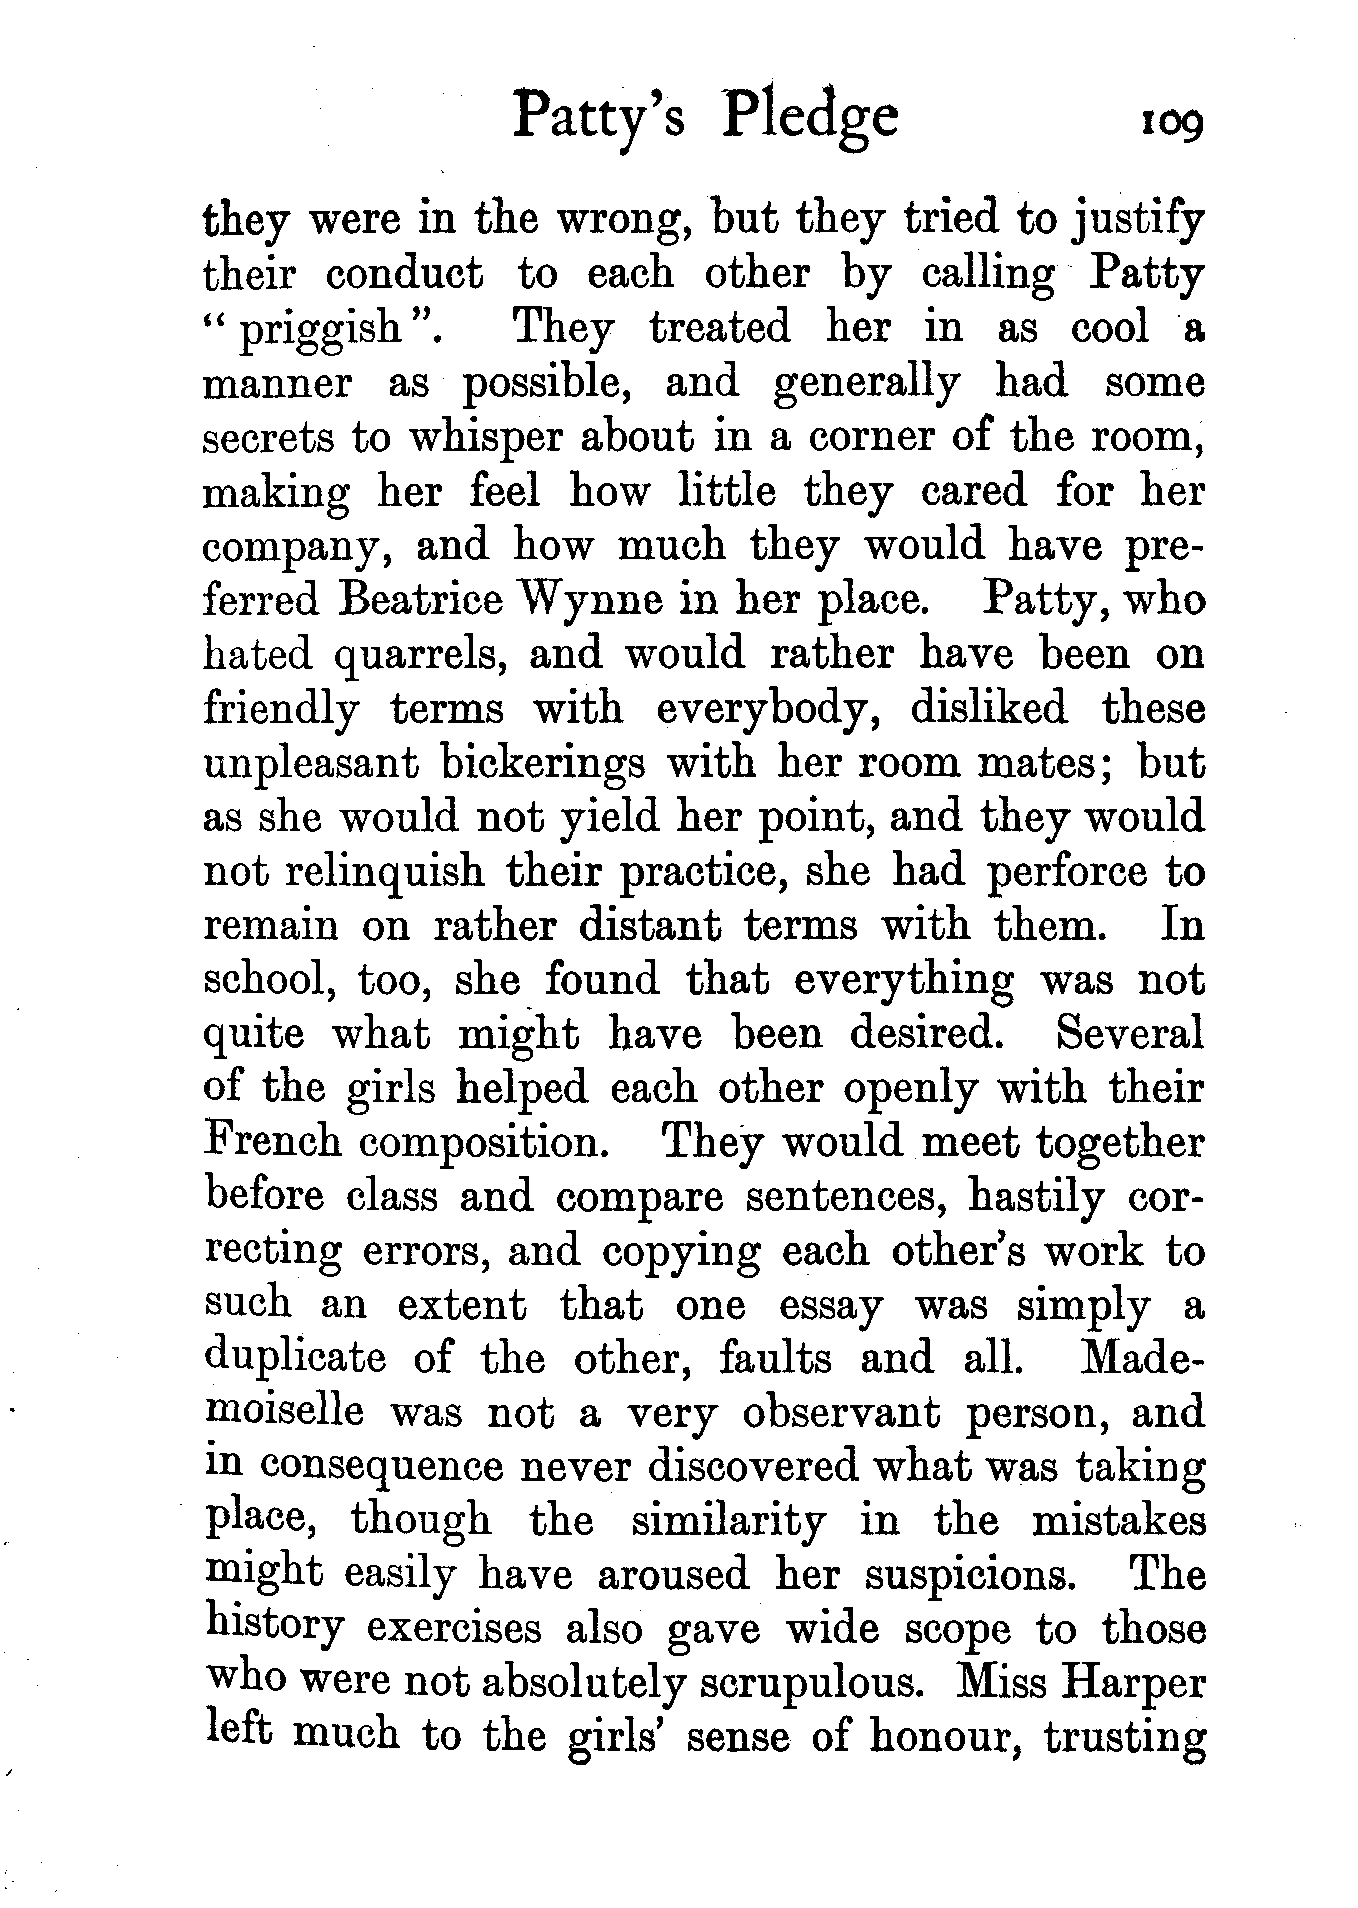 Patty's Pledge 109
they were in the wrong, but they tried to justify
their conduct to each other by calling Patty
“priggish”. They treated her in as cool a
manner as possible, and generally had some
secrets to whisper about in a corner of the room,
making her feel how little they cared for her
company, and how much they would have pre-
ferred Beatrice Wynne in her place. Patty, who
hated quarrels, and would rather have been on
friendly terms with everybody, disliked these
unpleasant bickerings with her room mates; but
as she would not yield her point, and they would
not relinquish their practice, she had perforce to
remain on rather distant terms with them. In
school, too, she found that everything was not
quite what might have been desired. Several
of the girls helped each other openly with their
French composition. They would meet together
before class and compare sentences, hastily cor-
recting errors, and copying each other's work to
such an extent that one essay was simply a
duplicate of the other, faults and all. Made-
moiselle was not a very observant person, and
in consequence never discovered what was taking
place, though the similarity in the mistakes
might easily have aroused her suspicions. The
history exercises also gave wide scope to those
who were not absolutely scrupulous. Miss Harper
left much to the girls' sense of honour, trusting